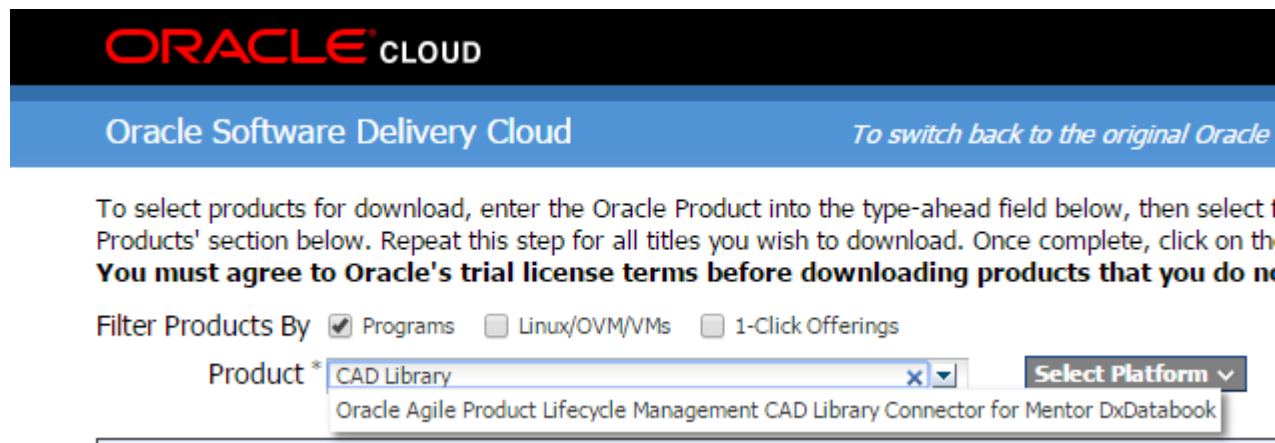 ORACLE CLOUD
Oracle Software Delivery Cloud To switch back to the original Oracle
To select products for download, enter the Oracle Product into the type-ahead field below, then select
Products' section below. Repeat this step for all titles you wish to download. Once complete, click on
You must agree to Oracle's trial license terms before downloading products that you do
Filter Products By Programs Linux/OVM/VMs 1-Click Offerings
Product * CAD Library Select Platform
Oracle Agile Product Lifecycle Management CAD Library Connector for Mentor DxDatabook